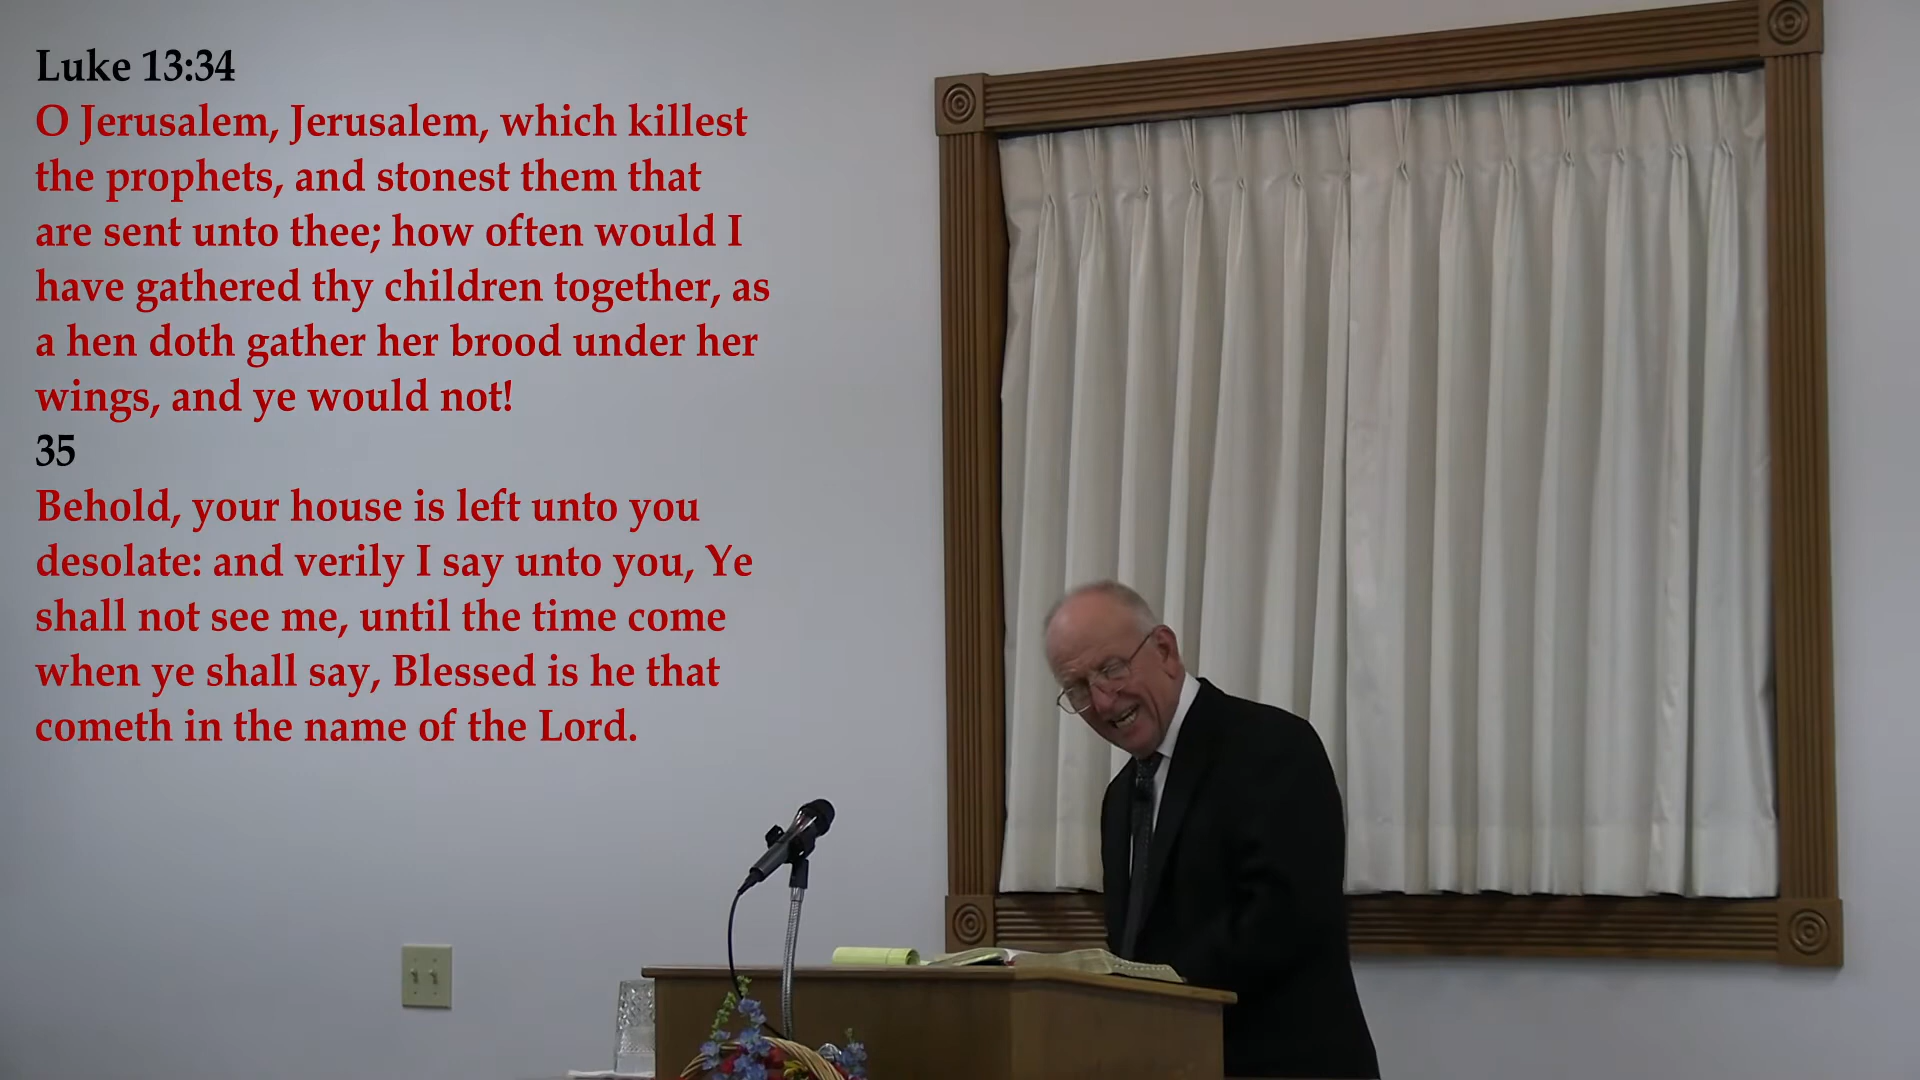 Luke 13:34
O Jerusalem, Jerusalem, which killest
the prophets, and stonest them that
are sent unto thee; how often would I
have gathered thy children together, as
a hen doth gather her brood under her
wings, and ye would not!
35
Behold, your house is left unto you
desolate: and verily I say unto you, Ye
shall not see me, until the time come
when ye shall say, Blessed is he that
cometh in the name of the Lord.